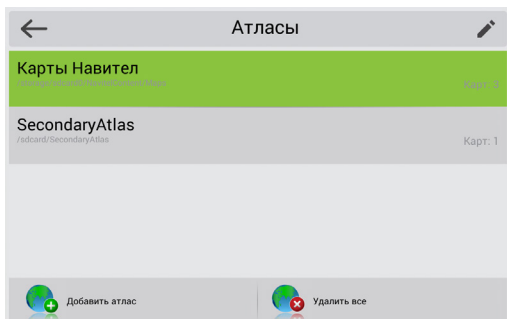 Атласы
Карты Навител
Карт: 3
SecondaryAtlas
/sdcard/SecondaryAtlas
Карт: 1
Добавить атлас
Удалить все